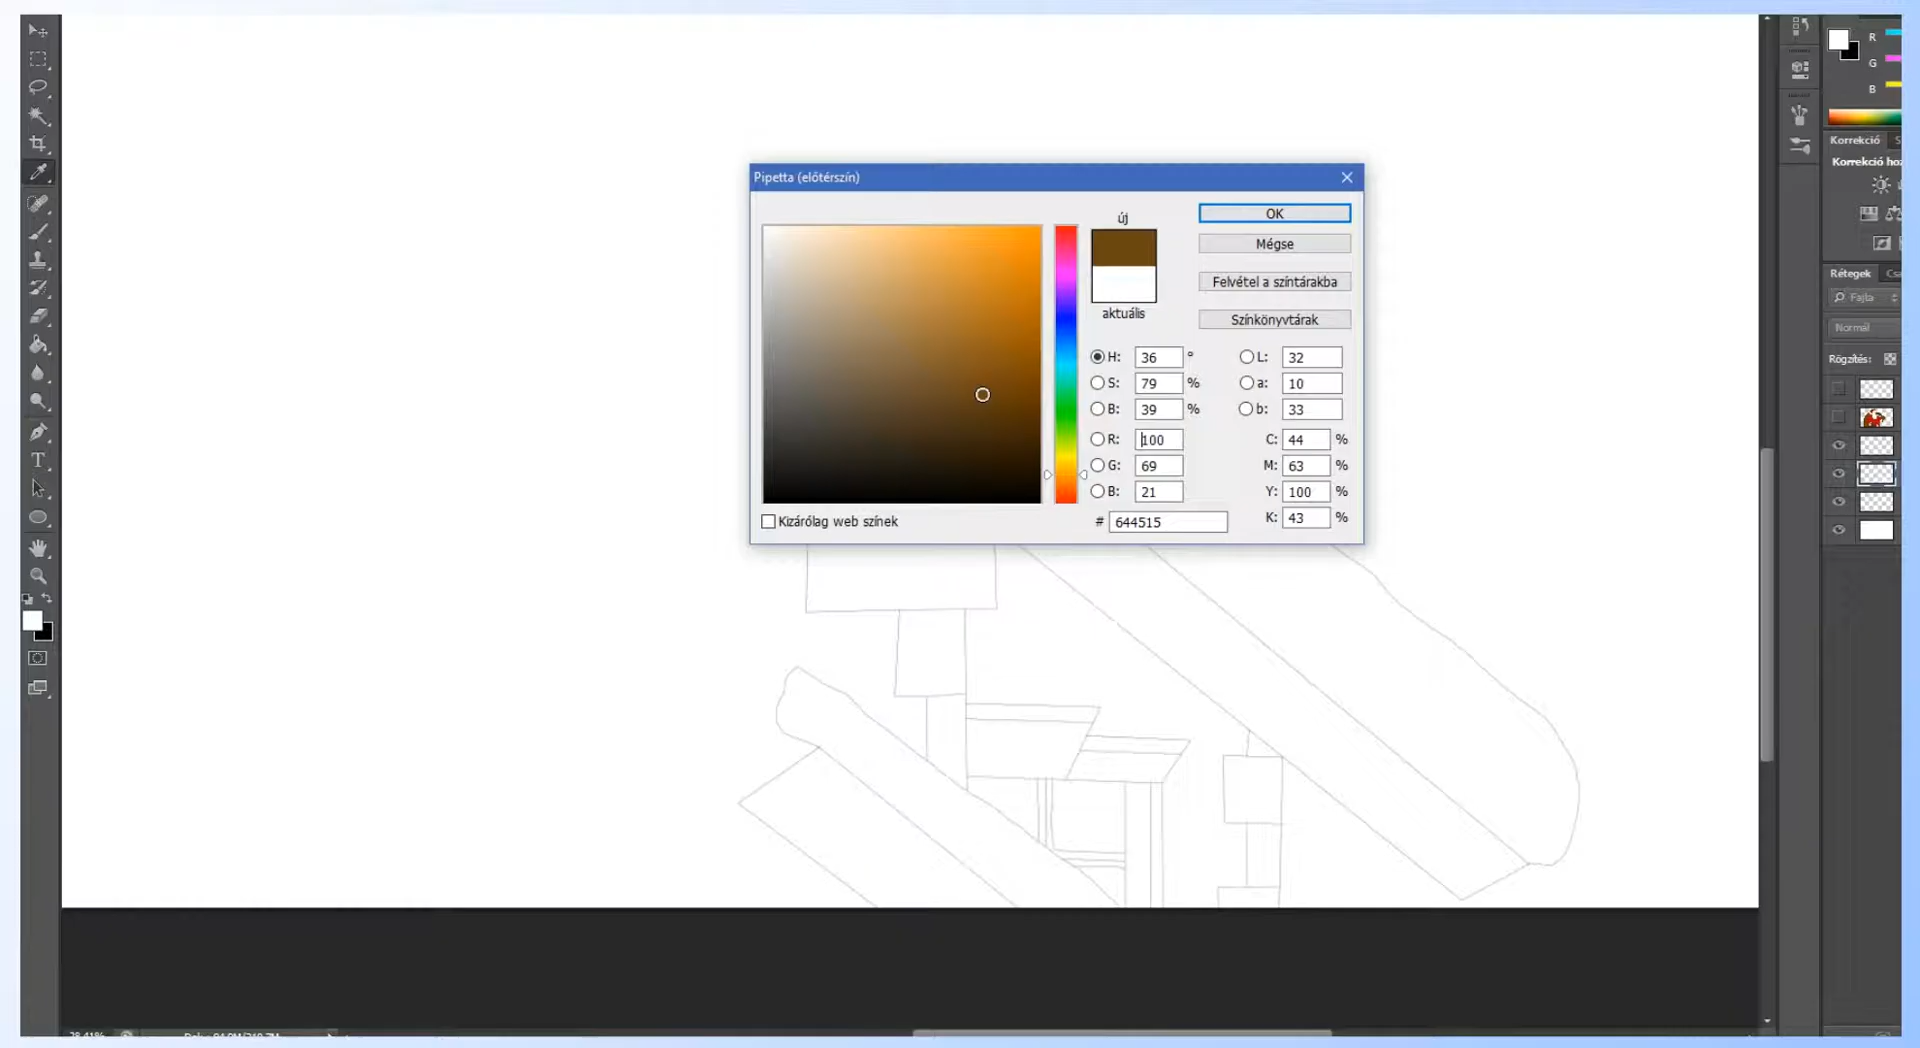 R
G
B
Korrekció
Rétegek
Fajta
Normál
Rögzítés:
Pipetta (előtérszín)
új
aktuális
OK
Mégse
Felvétel a színtárakba
Színkönyvtárak
H: 36 °
S: 79 %
B: 39 %
R: 100
G: 69
B: 21
# 644515
L: 32
a: 10
b: 33
C: 44 %
M: 63 %
Y: 100 %
K: 43 %
Kizárólag web színek
T